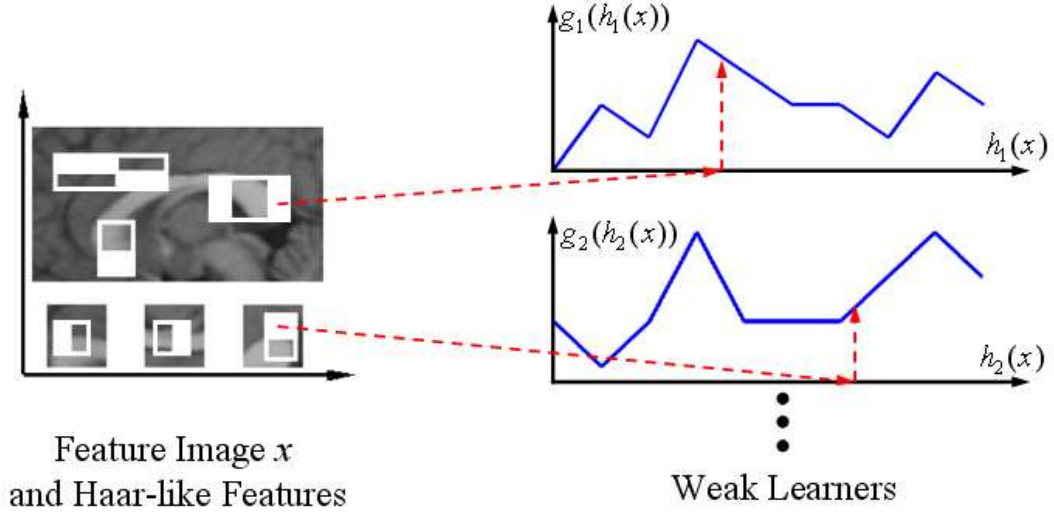 g₁(h₁(x))
h₁(x)
g₂(h₂(x))
h₂(x)
Feature Image x
and Haar-like Features
Weak Learners